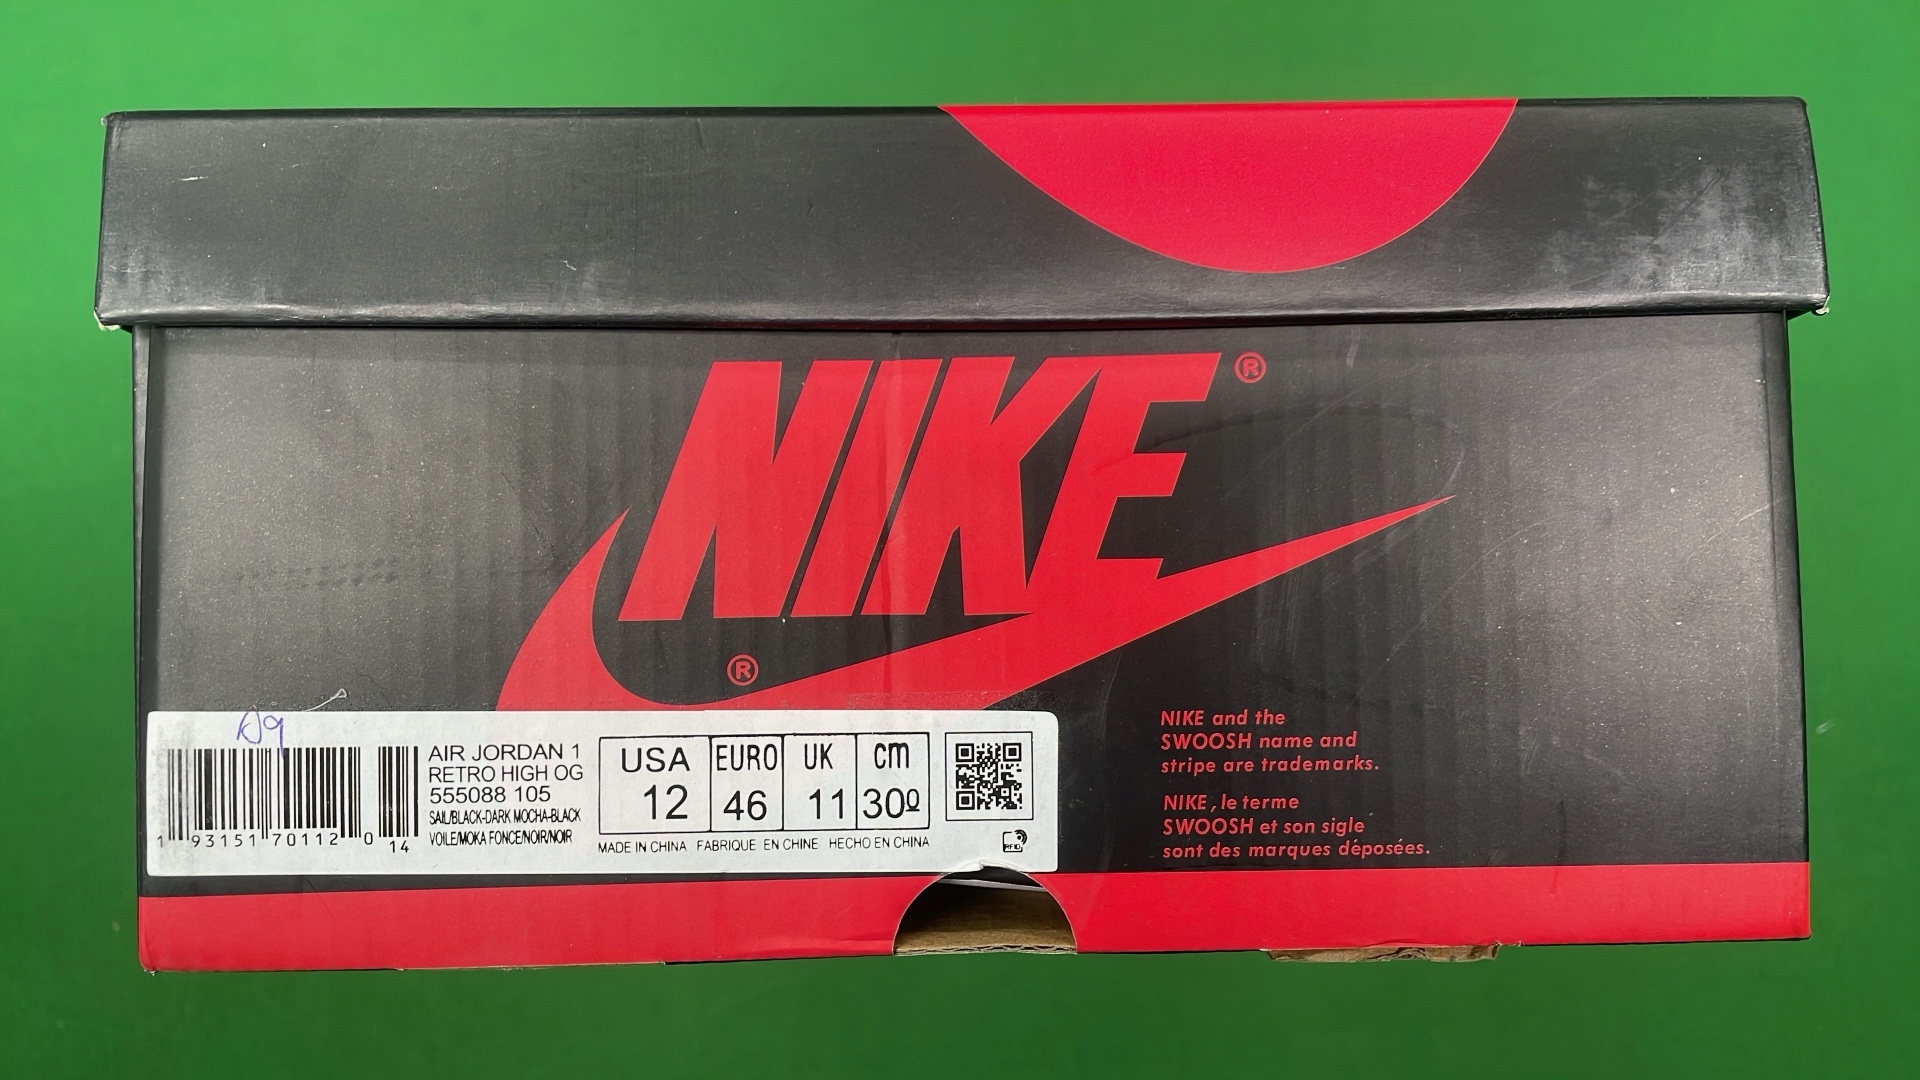 NIKE ®
®
A9
1 93151 70112 0 14
AIR JORDAN 1
RETRO HIGH OG
555088 105
SAIL/BLACK-DARK MOCHA-BLACK
VOILE/MOKA FONCE/NOIR/NOIR
USA EURO UK cm
12 46 11 30º
MADE IN CHINA FABRIQUE EN CHINE HECHO EN CHINA
RFID
NIKE and the
SWOOSH name and
stripe are trademarks.
NIKE, le terme
SWOOSH et son sigle
sont des marques déposées.